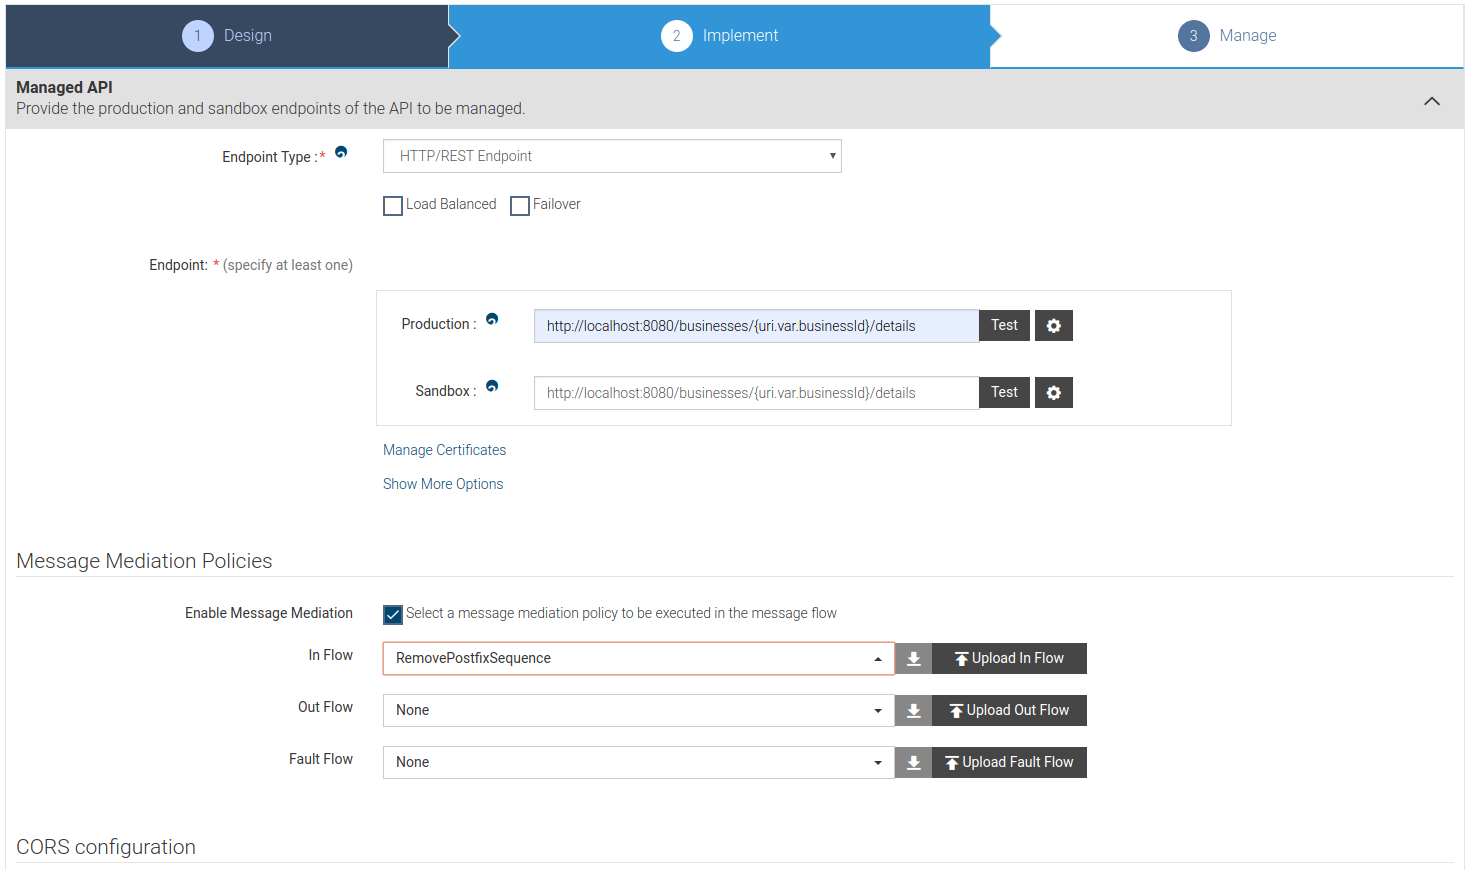 1 Design
2 Implement
3 Manage
Managed API
Provide the production and sandbox endpoints of the API to be managed.
Endpoint Type : * HTTP/REST Endpoint
Load Balanced Failover
Endpoint: * (specify at least one)
Production : http://localhost:8080/businesses/{uri.var.businessId}/details Test
Sandbox : http://localhost:8080/businesses/{uri.var.businessId}/details Test
Manage Certificates
Show More Options
Message Mediation Policies
Enable Message Mediation Select a message mediation policy to be executed in the message flow
In Flow RemovePostfixSequence Upload In Flow
Out Flow None Upload Out Flow
Fault Flow None Upload Fault Flow
CORS configuration